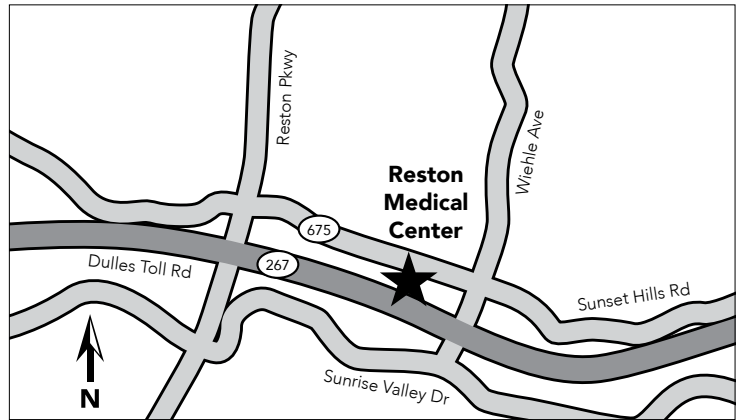 Reston Pkwy
Wiehle Ave
Reston
Medical
Center
675
267
Dulles Toll Rd
Sunset Hills Rd
Sunrise Valley Dr
N